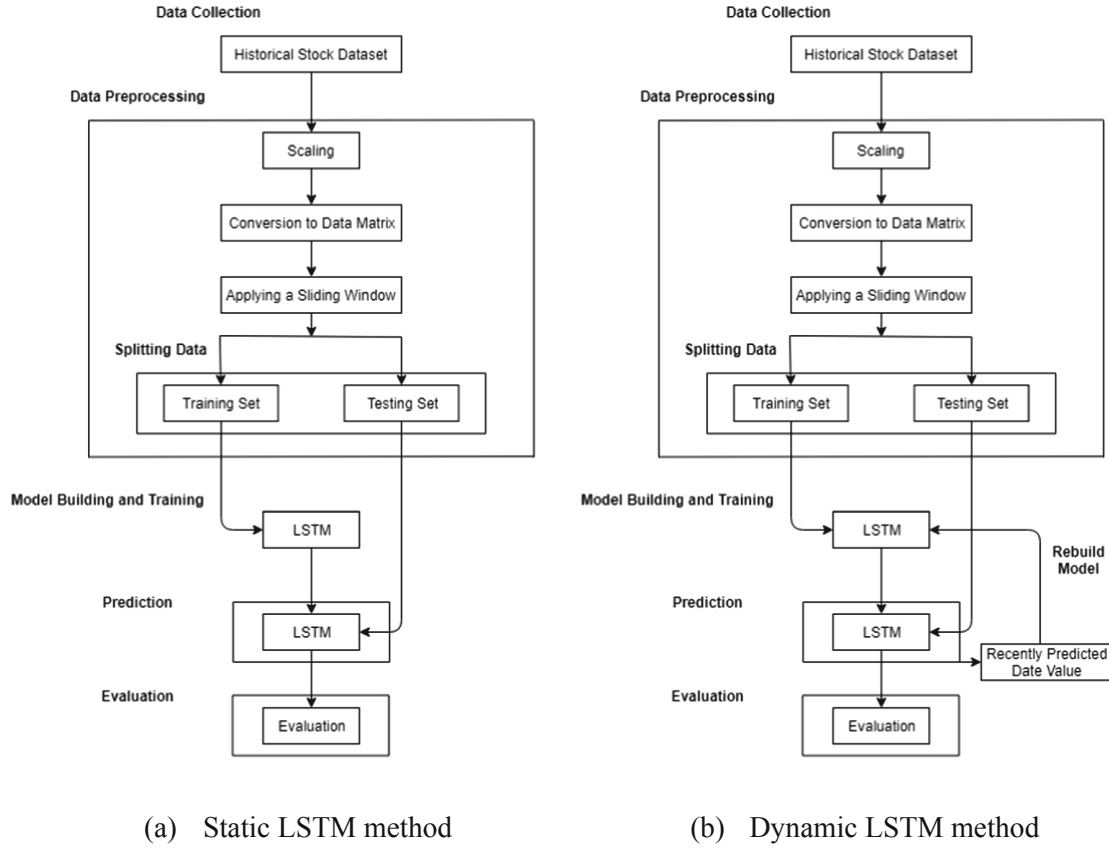 Data Collection
Historical Stock Dataset
Data Preprocessing
Scaling
Conversion to Data Matrix
Applying a Sliding Window
Splitting Data
Training Set
Testing Set
Model Building and Training
LSTM
Prediction
LSTM
Evaluation
Evaluation
(a) Static LSTM method
Data Collection
Historical Stock Dataset
Data Preprocessing
Scaling
Conversion to Data Matrix
Applying a Sliding Window
Splitting Data
Training Set
Testing Set
Model Building and Training
LSTM
Rebuild
Model
Prediction
LSTM
Recently Predicted
Date Value
Evaluation
Evaluation
(b) Dynamic LSTM method